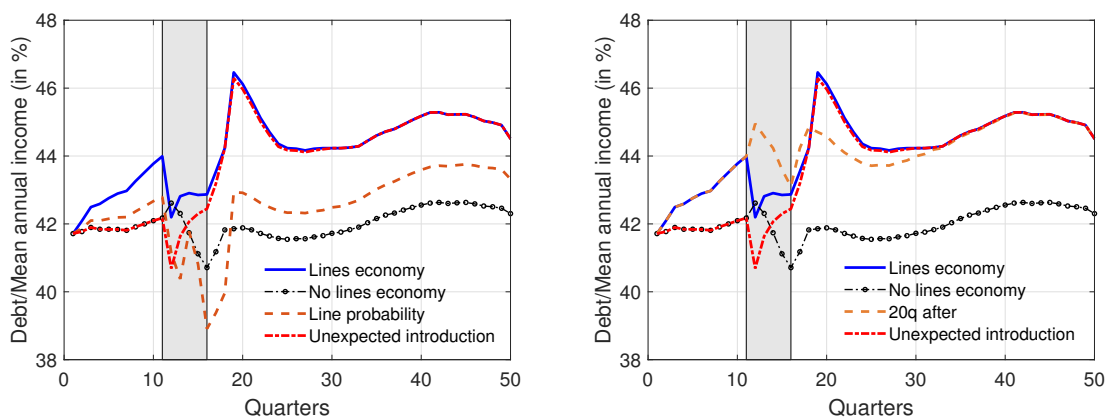 48
46
44
42
40
38
Debt/Mean annual income (in %)
Lines economy
No lines economy
Line probability
Unexpected introduction
0 10 20 30 40 50
Quarters
48
46
44
42
40
38
Debt/Mean annual income (in %)
Lines economy
No lines economy
20q after
Unexpected introduction
0 10 20 30 40 50
Quarters